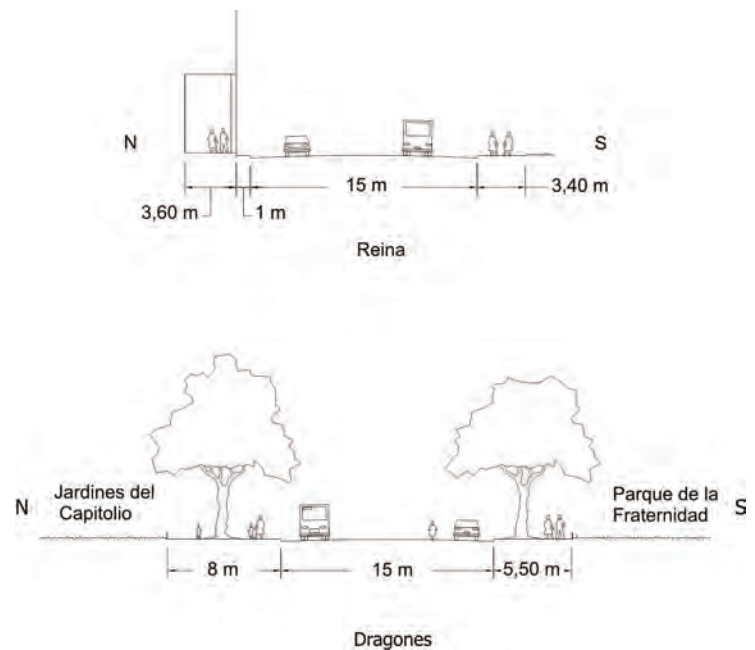 N
S
15 m
3,40 m
3,60 m
1 m
Reina
Jardines del
Capitolio
N
Parque de la
Fraternidad
S
8 m
15 m
5,50 m
Dragones